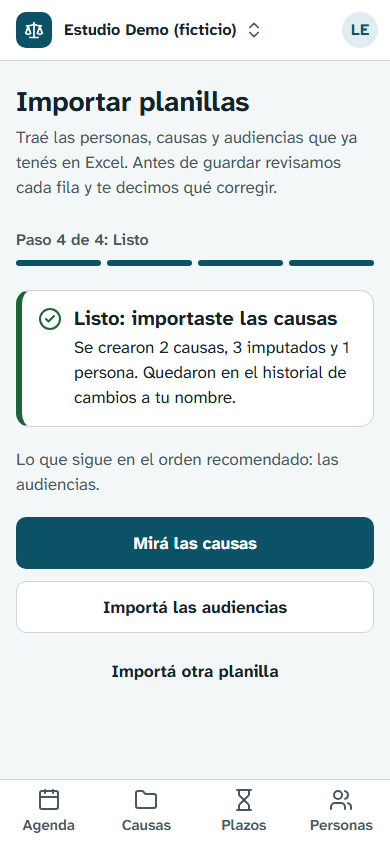 Estudio Demo (ficticio)
LE
Importar planillas
Traé las personas, causas y audiencias que ya
tenés en Excel. Antes de guardar revisamos
cada fila y te decimos qué corregir.
Paso 4 de 4: Listo
Listo: importaste las causas
Se crearon 2 causas, 3 imputados y 1
persona. Quedaron en el historial de
cambios a tu nombre.
Lo que sigue en el orden recomendado: las
audiencias.
Mirá las causas
Importá las audiencias
Importá otra planilla
Agenda
Causas
Plazos
Personas